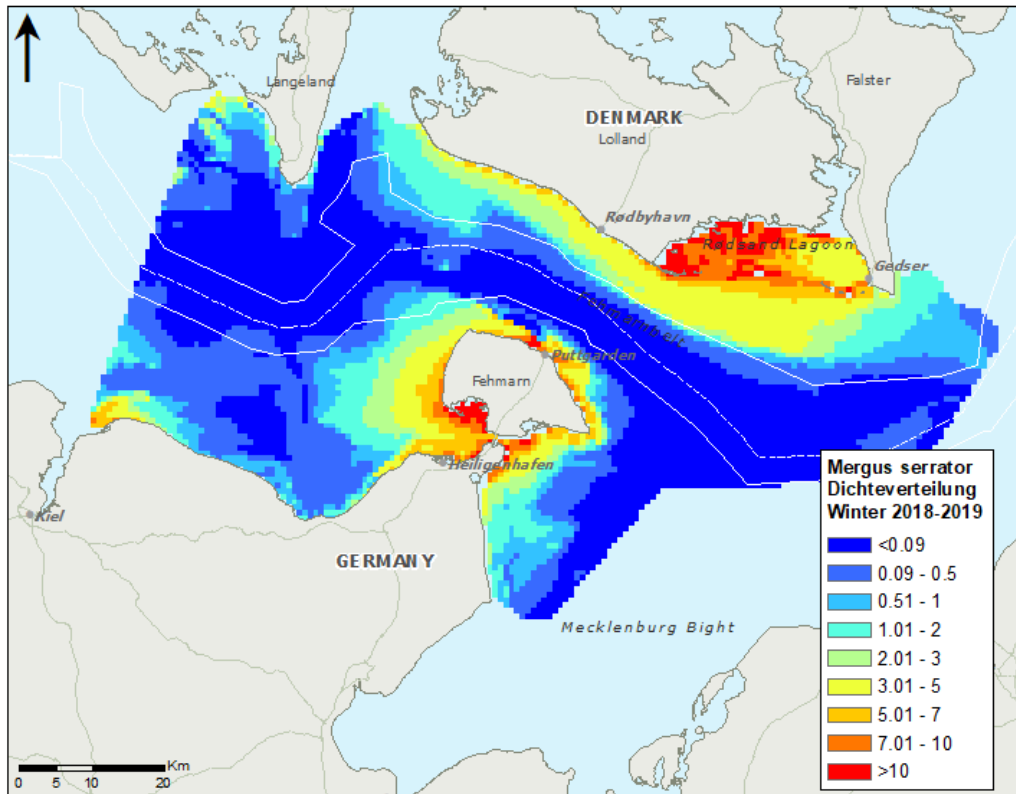 Langeland
Falster
DENMARK
Lolland
Rødbyhavn
Rødsand Lagoon
Gedser
Fehmarnbelt
Puttgarden
Fehmarn
Heiligenhafen
Kiel
GERMANY
Mecklenburg Bight
Mergus serrator
Dichteverteilung
Winter 2018-2019
<0.09
0.09 - 0.5
0.51 - 1
1.01 - 2
2.01 - 3
3.01 - 5
5.01 - 7
7.01 - 10
>10
Km
0 5 10 20